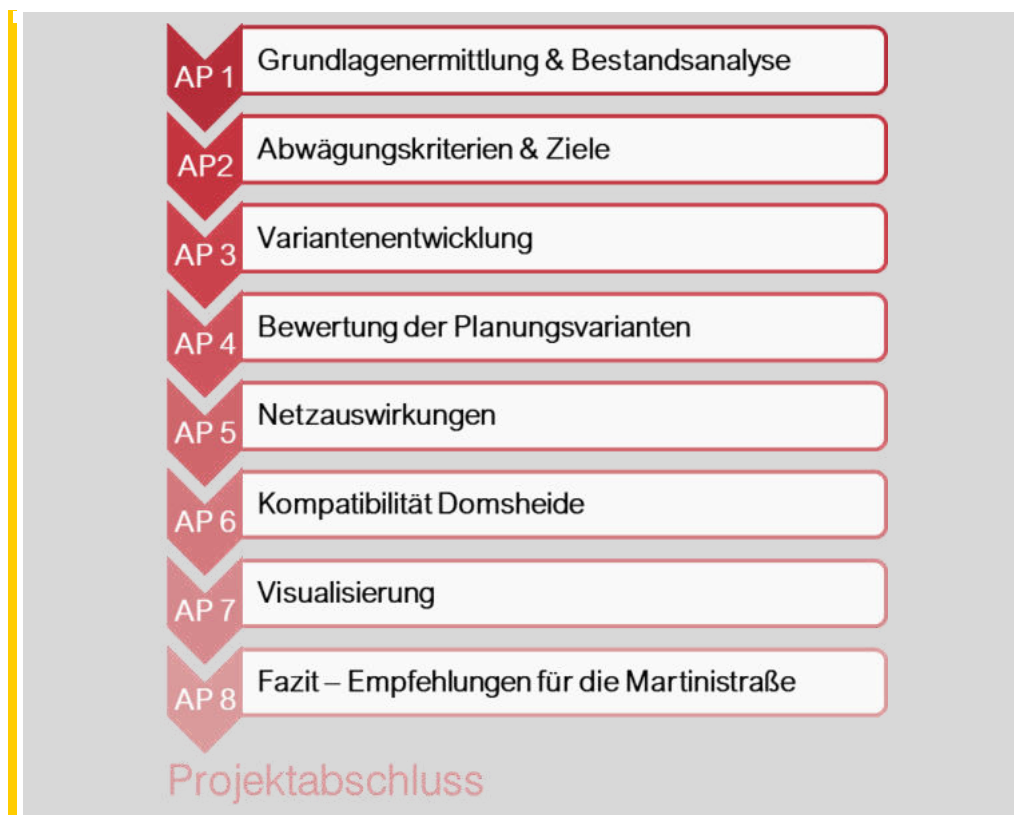 AP 1 Grundlagenermittlung & Bestandsanalyse
AP2 Abwägungskriterien & Ziele
AP 3 Variantenentwicklung
AP 4 Bewertung der Planungsvarianten
AP 5 Netzauswirkungen
AP 6 Kompatibilität Domsheide
AP 7 Visualisierung
AP 8 Fazit – Empfehlungen für die Martinistraße
Projektabschluss